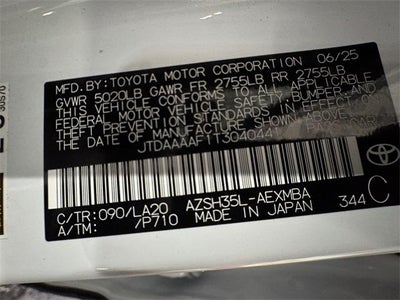 MFD.BY:TOYOTA MOTOR CORPORATION 06/25
GVWR 5020LB GAWR FR 2755LB RR 2755LB
THIS VEHICLE CONFORMS TO ALL APPLICABLE
FEDERAL MOTOR VEHICLE SAFETY, BUMPER, AND
THEFT PREVENTION STANDARDS IN EFFECT ON
THE DATE OF MANUFACTURE SHOWN ABOVE.
JTDAAAAF1T3040441
C/TR:090/LA20 AZSH35L-AEXMBA
A/TM: /P710 MADE IN JAPAN 344 C
TOYOTA